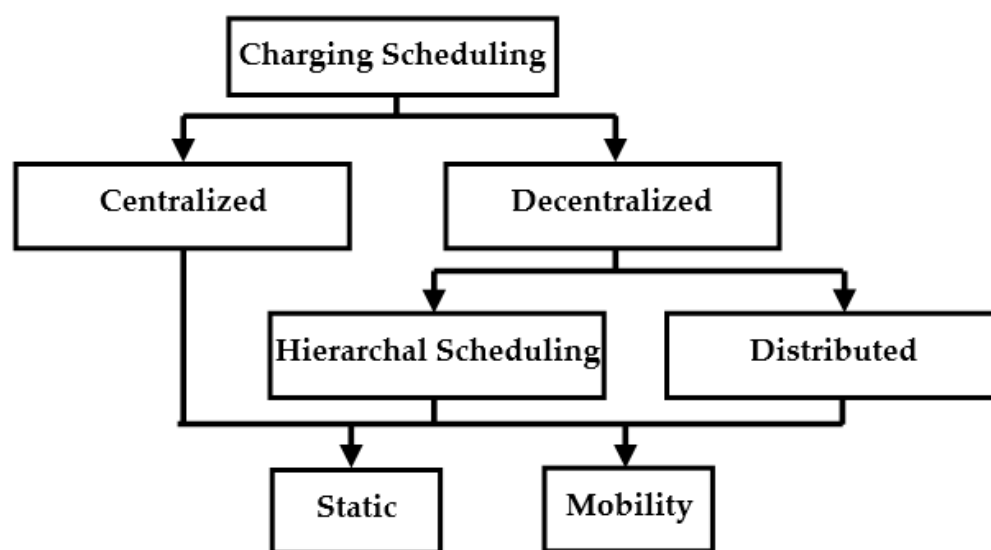 Charging Scheduling
Centralized
Decentralized
Hierarchal Scheduling
Distributed
Static
Mobility